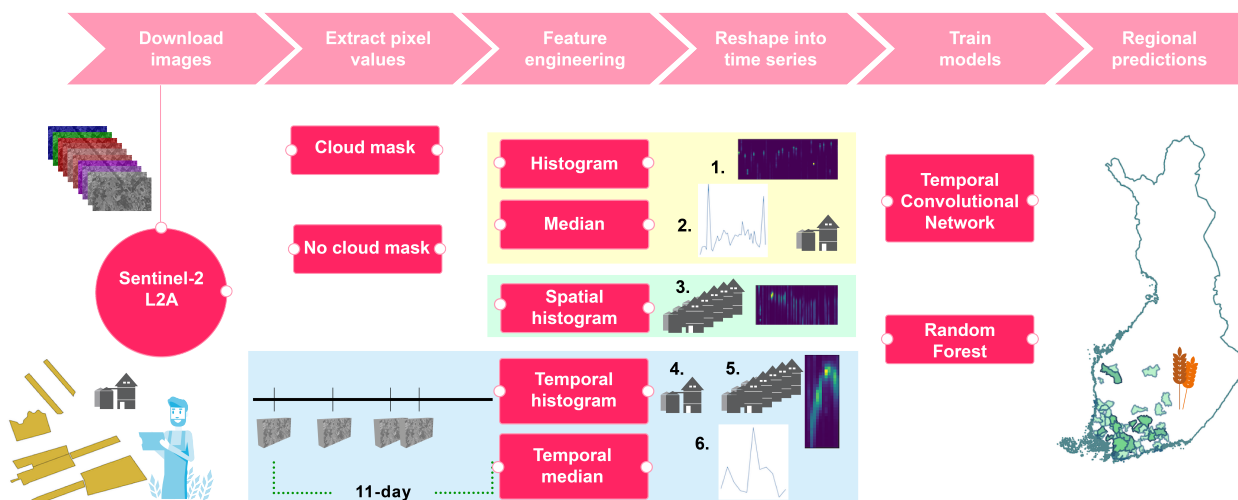 Download
images
Extract pixel
values
Feature
engineering
Reshape into
time series
Train
models
Regional
predictions
Sentinel-2
L2A
Cloud mask
No cloud mask
Histogram
1.
Median
2.
Spatial
histogram
3.
Temporal
histogram
4.
5.
Temporal
median
6.
11-day
Temporal
Convolutional
Network
Random
Forest